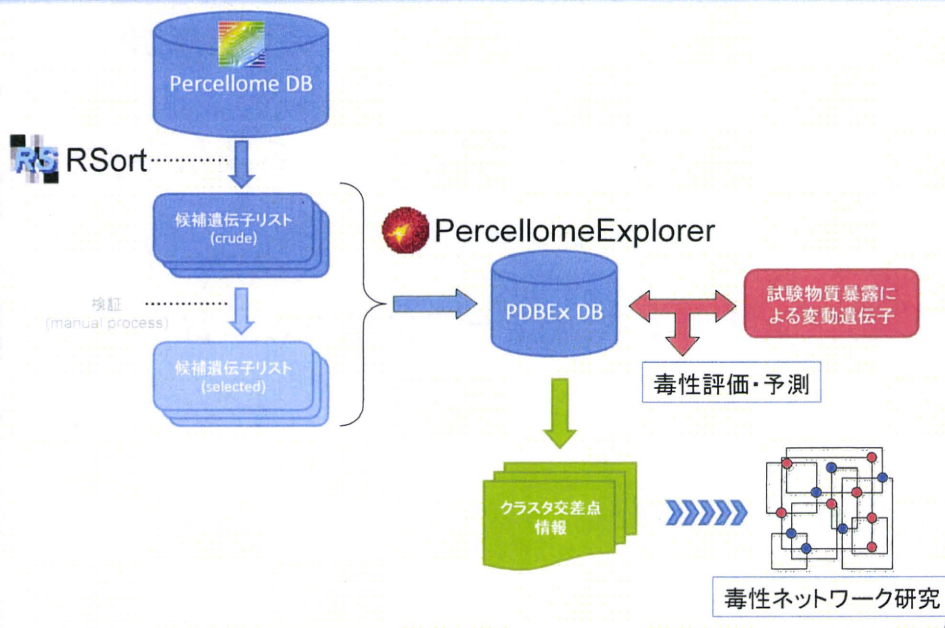 Percellome DB
RS RSort
候補遺伝子リスト
(crude)
検証
(manual process)
候補遺伝子リスト
(selected)
PercellomeExplorer
PDBEx DB
試験物質暴露に
よる変動遺伝子
毒性評価・予測
クラスタ交差点
情報
毒性ネットワーク研究